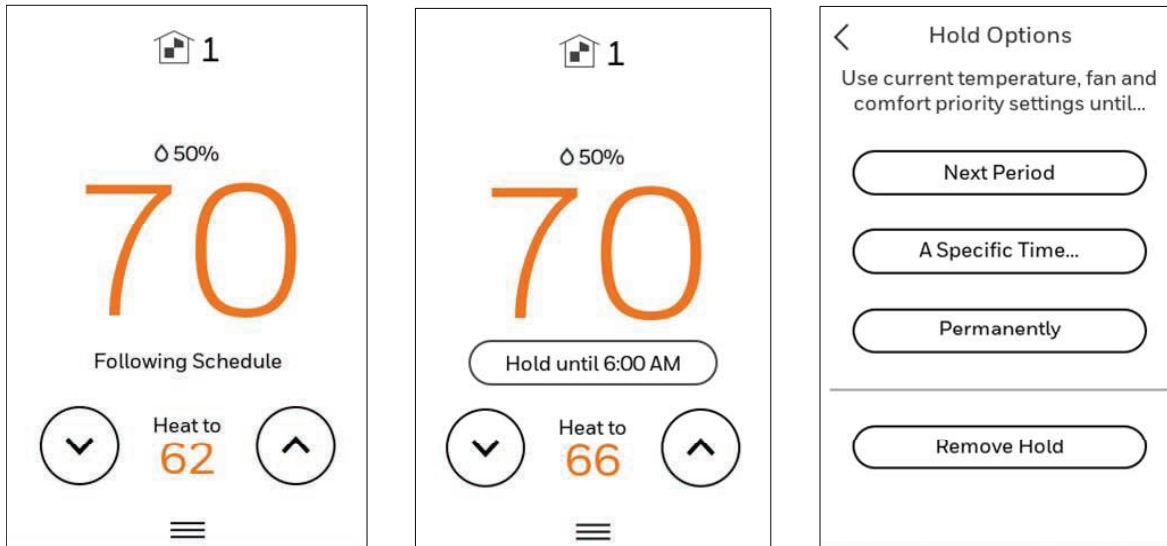 1
50%
70
Following Schedule
Heat to
62
1
50%
70
Hold until 6:00 AM
Heat to
66
Hold Options
Use current temperature, fan and
comfort priority settings until...
Next Period
A Specific Time...
Permanently
Remove Hold